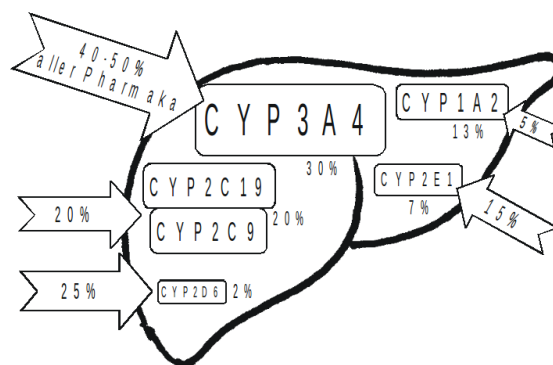 40-50%
aller Pharmaka
CYP3A4
30%
CYP1A2
13%
5%
CYP2C19
CYP2C9
20%
20%
CYP2E1
7%
15%
25%
CYP2D6 2%